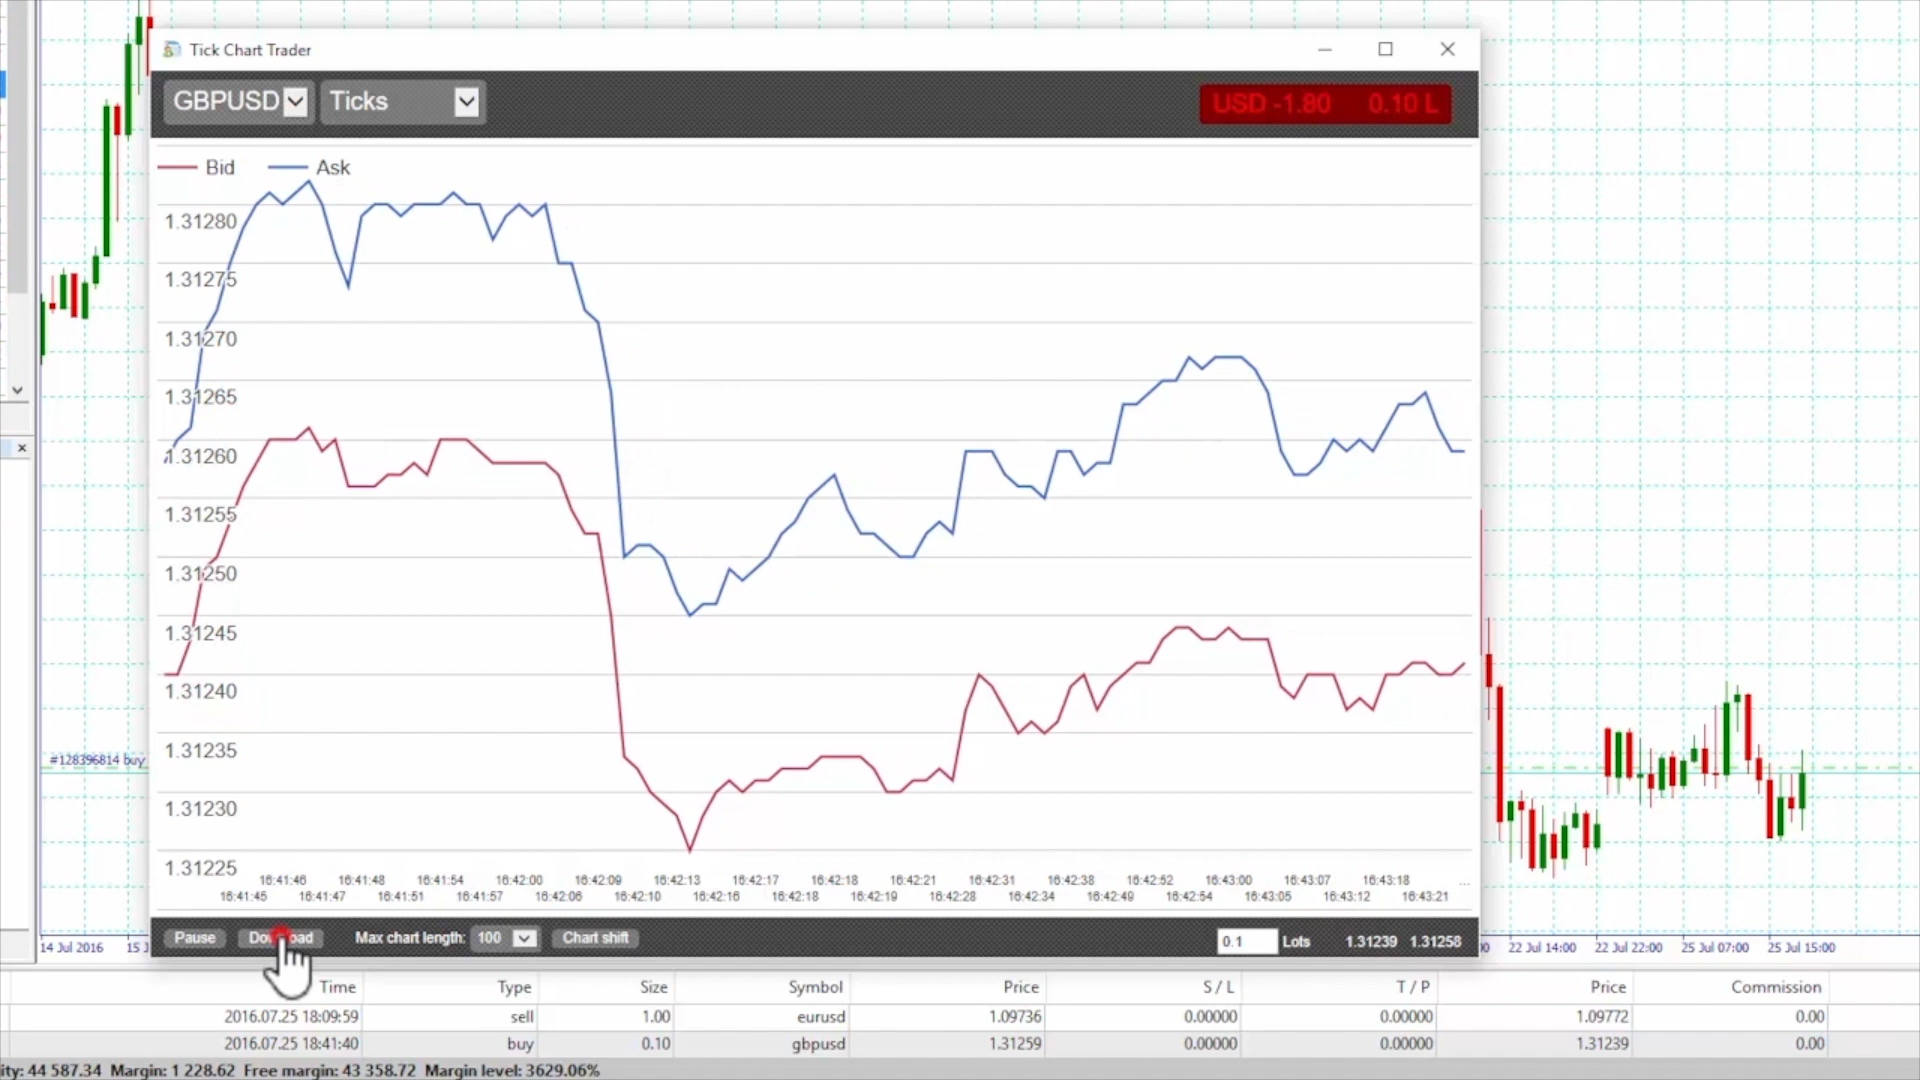 Tick Chart Trader
GBPUSD Ticks USD -1.80 0.10 L
Bid Ask
1.31280
1.31275
1.31270
1.31265
1.31260
1.31255
1.31250
1.31245
1.31240
1.31235
#128396814 buy
1.31230
1.31225
16:41:46 16:41:48 16:41:54 16:42:00 16:42:09 16:42:13 16:42:17 16:42:18 16:42:21 16:42:31 16:42:38 16:42:52 16:43:00 16:43:07 16:43:18 ...
16:41:45 16:41:47 16:41:51 16:41:57 16:42:06 16:42:10 16:42:16 16:42:18 16:42:19 16:42:28 16:42:34 16:42:49 16:42:54 16:43:05 16:43:12 16:43:21
Pause Download Max chart length: 100 Chart shift 0.1 Lots 1.31239 1.31258
14 Jul 2016 15 J 22 Jul 14:00 22 Jul 22:00 25 Jul 07:00 25 Jul 15:00
Time Type Size Symbol Price S / L T / P Price Commission
2016.07.25 18:09:59 sell 1.00 eurusd 1.09736 0.00000 0.00000 1.09772 0.00
2016.07.25 18:41:40 buy 0.10 gbpusd 1.31259 0.00000 0.00000 1.31239 0.00
ity: 44 587.34 Margin: 1 228.62 Free margin: 43 358.72 Margin level: 3629.06%